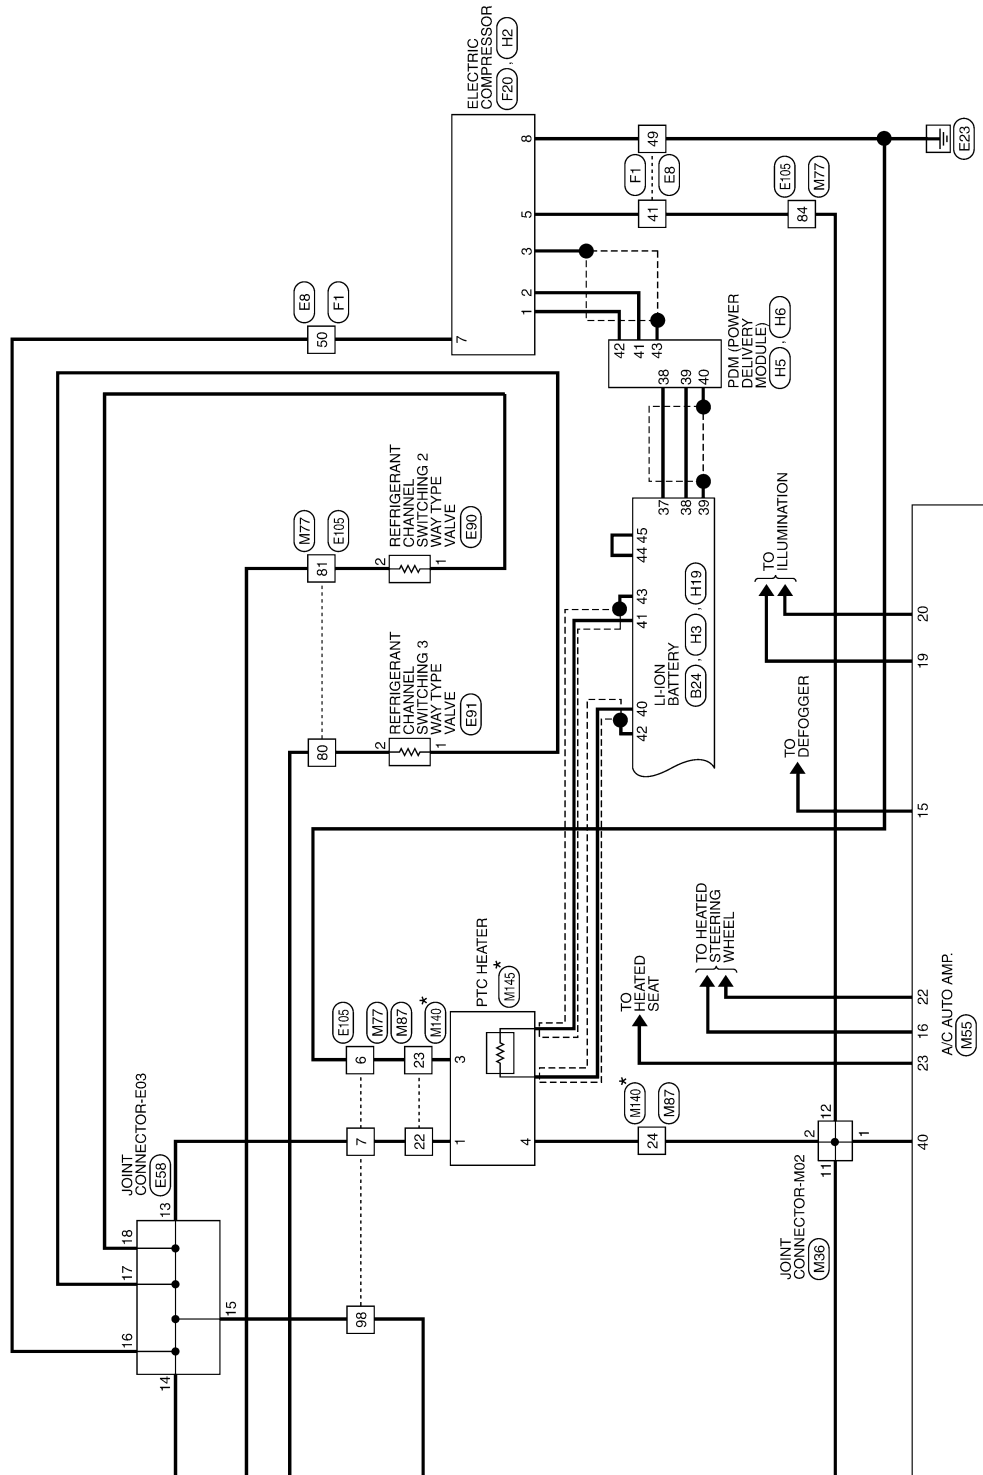 ELECTRIC
COMPRESSOR
F20 , H2
8
49
E23
F1
E8
E105
M77
5
41
84
3
2
1
E8
F1
50
7
42
41
43
PDM (POWER
DELIVERY
MODULE)
H5 , H6
38
39
40
REFRIGERANT
CHANNEL
SWITCHING 2
WAY TYPE
VALVE
E90
M77
E105
81
2
1
37
38
39
44 45
43
41
40
42
LI-ION
BATTERY
B24 , H3 , H19
TO
ILLUMINATION
20
19
REFRIGERANT
CHANNEL
SWITCHING 3
WAY TYPE
VALVE
E91
80
2
1
TO
DEFOGGER
15
PTC HEATER
M145 *
E105
M77
M87
M140 *
6
23
3
TO HEATED
STEERING
WHEEL
TO
HEATED
SEAT
22
16
23
A/C AUTO AMP.
M55
JOINT
CONNECTOR-E03
E58
13
7
22
1
4
M140 *
M87
24
2
12
11
1
40
JOINT
CONNECTOR-M02
M36
18
17
16
15
14
98